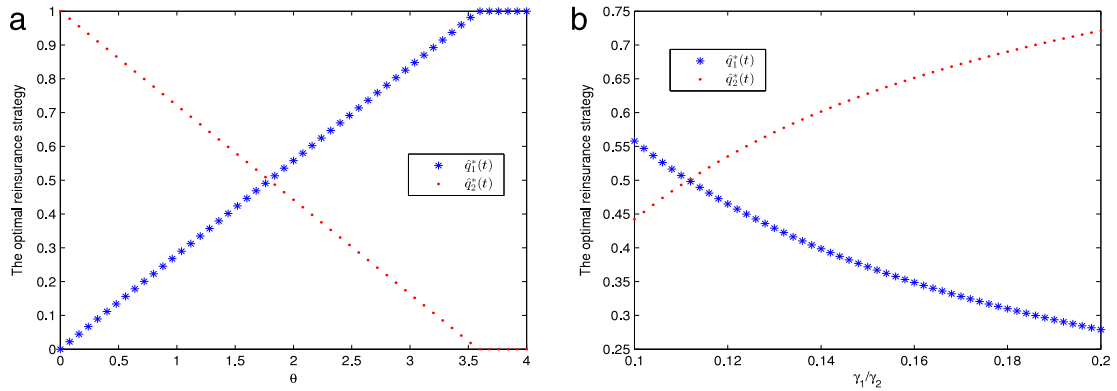 a
The optimal reinsurance strategy
1
0.9
0.8
0.7
0.6
0.5
0.4
0.3
0.2
0.1
0
0 0.5 1 1.5 2 2.5 3 3.5 4
θ
q̂₁*(t)
q̂₂*(t)
b
The optimal reinsurance strategy
0.75
0.7
0.65
0.6
0.55
0.5
0.45
0.4
0.35
0.3
0.25
0.1 0.12 0.14 0.16 0.18 0.2
γ₁/γ₂
q̂₁*(t)
q̂₂*(t)